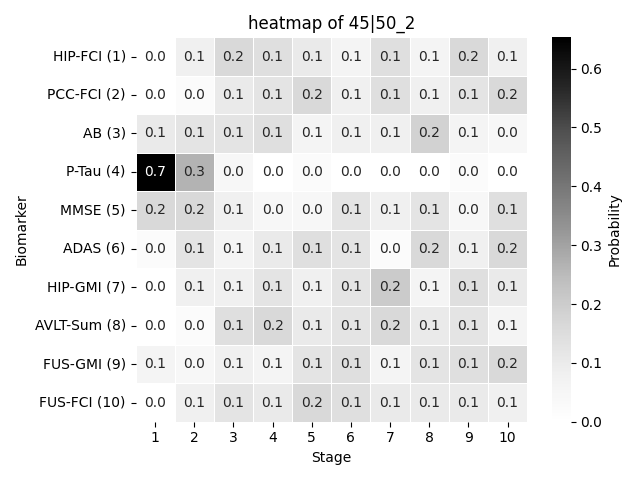 heatmap of 45|50_2
HIP-FCI (1) 0.0 0.1 0.2 0.1 0.1 0.1 0.1 0.1 0.2 0.1
PCC-FCI (2) 0.0 0.0 0.1 0.1 0.2 0.1 0.1 0.1 0.1 0.2
AB (3) 0.1 0.1 0.1 0.1 0.1 0.1 0.1 0.2 0.1 0.0
P-Tau (4) 0.7 0.3 0.0 0.0 0.0 0.0 0.0 0.0 0.0 0.0
MMSE (5) 0.2 0.2 0.1 0.0 0.0 0.1 0.1 0.1 0.0 0.1
ADAS (6) 0.0 0.1 0.1 0.1 0.1 0.1 0.0 0.2 0.1 0.2
HIP-GMI (7) 0.0 0.1 0.1 0.1 0.1 0.1 0.2 0.1 0.1 0.1
AVLT-Sum (8) 0.0 0.0 0.1 0.2 0.1 0.1 0.2 0.1 0.1 0.1
FUS-GMI (9) 0.1 0.0 0.1 0.1 0.1 0.1 0.1 0.1 0.1 0.2
FUS-FCI (10) 0.0 0.1 0.1 0.1 0.2 0.1 0.1 0.1 0.1 0.1
1 2 3 4 5 6 7 8 9 10
Stage
Biomarker
0.6
0.5
0.4
0.3
0.2
0.1
0.0
Probability